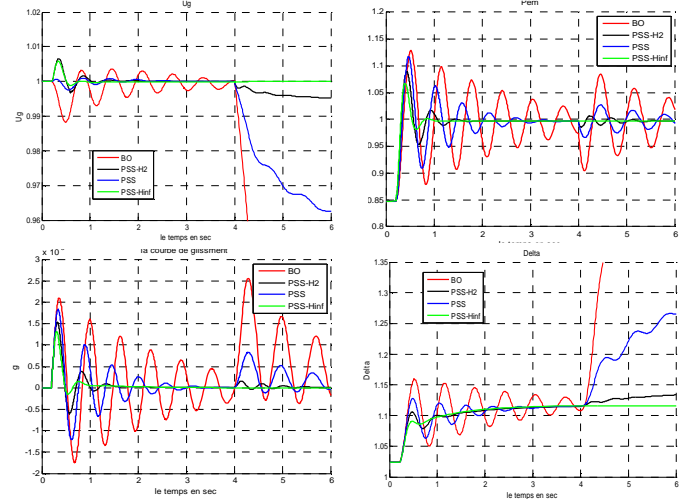 Ug
1.02
1.01
1
0.99
0.98
0.97
0.96
Ug
BO
PSS-H2
PSS
PSS-Hinf
0 1 2 3 4 5 6
le temps en sec
Pem
1.2
1.15
1.1
1.05
1
0.95
0.9
0.85
0.8
BO
PSS-H2
PSS
PSS-Hinf
0 1 2 3 4 5 6
le temps en sec
la courbe de glissment
x 10
3
2.5
2
1.5
1
0.5
0
-0.5
-1
-1.5
-2
g
BO
PSS-H2
PSS
PSS-Hinf
0 1 2 3 4 5 6
le temps en sec
Delta
1.35
1.3
1.25
1.2
1.15
1.1
1.05
1
Delta
BO
PSS-H2
PSS
PSS-Hinf
0 1 2 3 4 5 6
le temps en sec